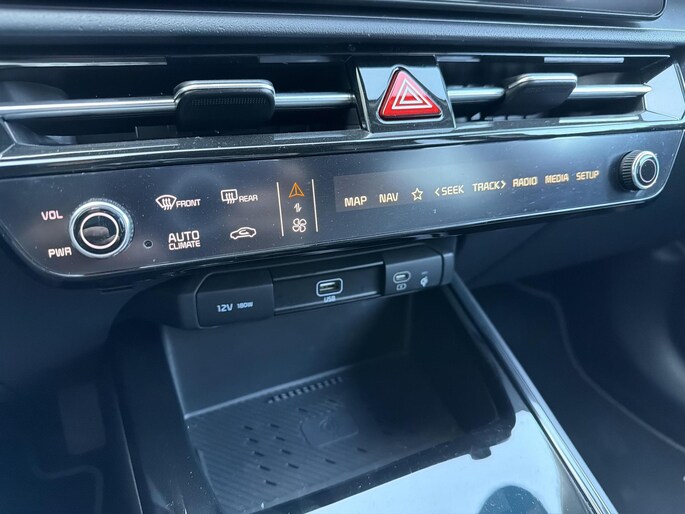 VOL
PWR
FRONT
REAR
AUTO
CLIMATE
MAP NAV <SEEK TRACK> RADIO MEDIA SETUP
12V 180W
USB